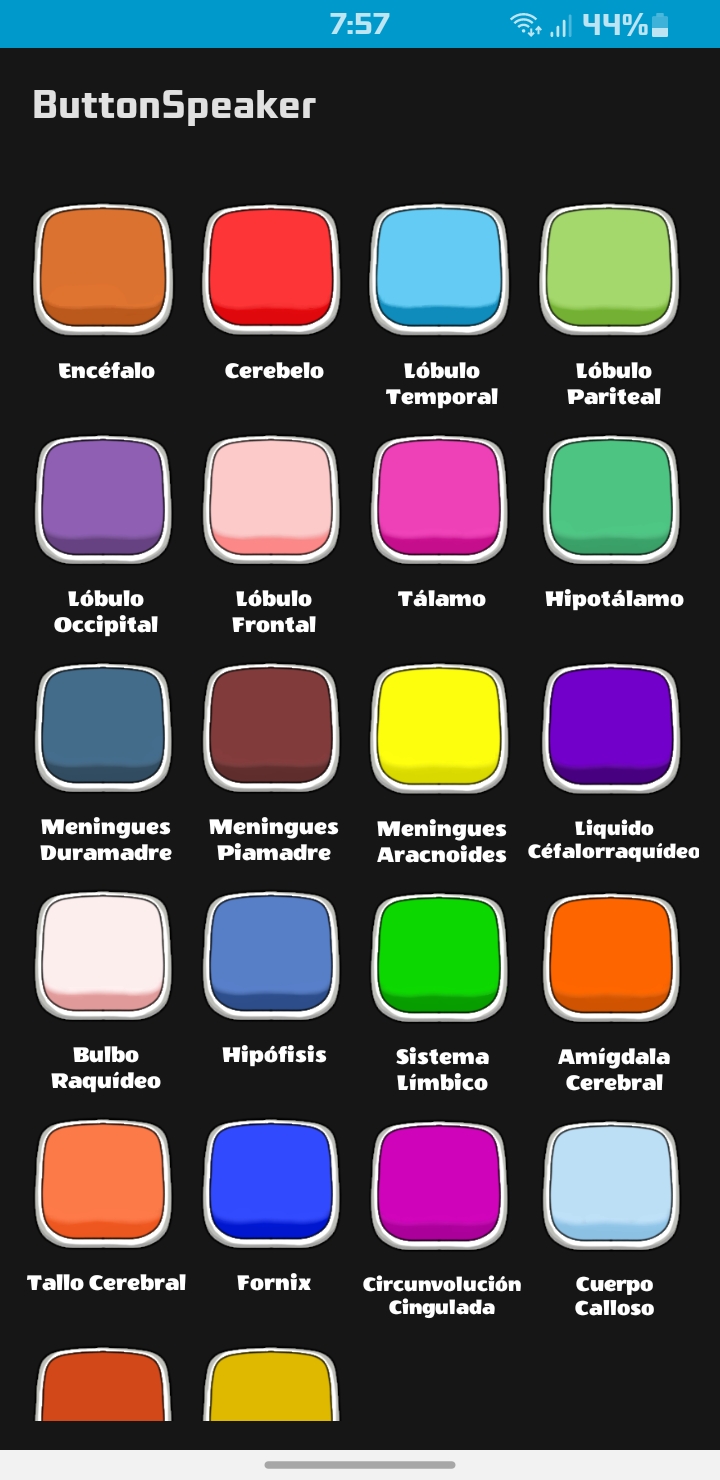 7:57 44%
ButtonSpeaker
Encéfalo Cerebelo Lóbulo Lóbulo
Temporal Pariteal
Lóbulo Lóbulo Tálamo Hipotálamo
Occipital Frontal
Meningues Meningues Meningues Liquido
Duramadre Piamadre Aracnoides Céfalorraquídeo
Bulbo Hipófisis Sistema Amígdala
Raquídeo Límbico Cerebral
Tallo Cerebral Fornix Circunvolución Cuerpo
Cingulada Calloso